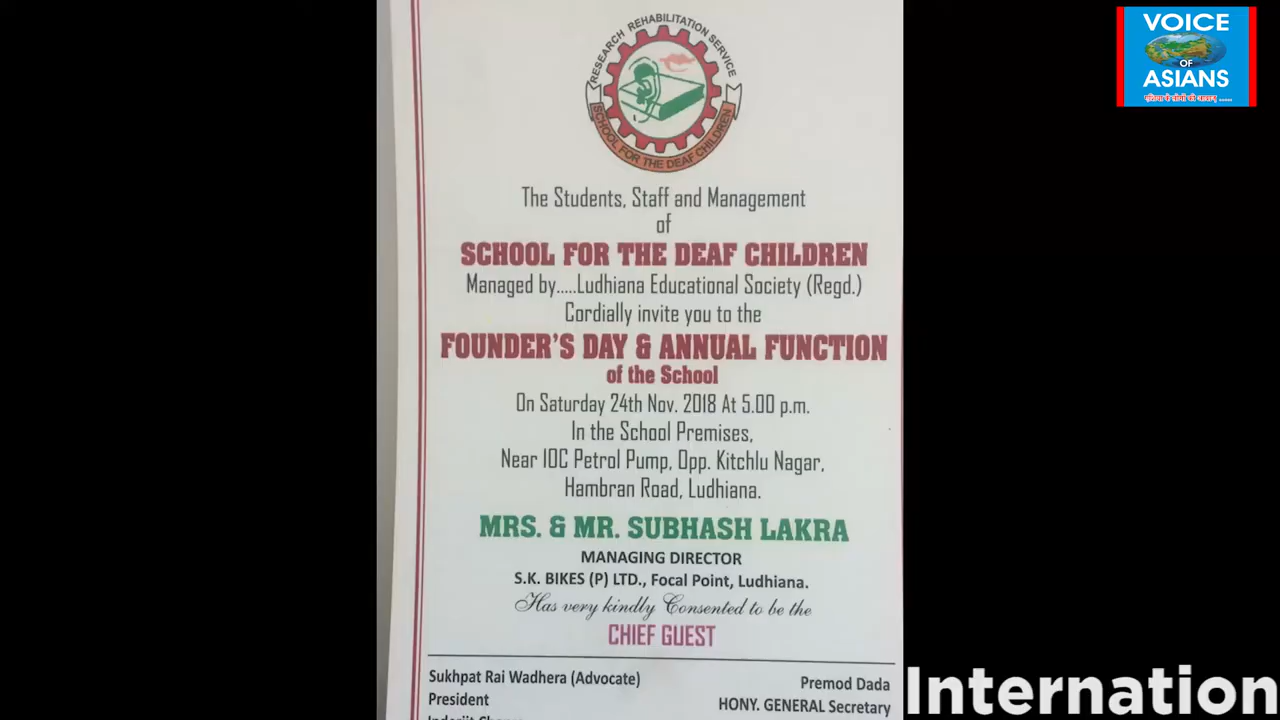 RESEARCH REHABILITATION SERVICE
SCHOOL FOR THE DEAF CHILDREN
The Students, Staff and Management
of
SCHOOL FOR THE DEAF CHILDREN
Managed by.....Ludhiana Educational Society (Regd.)
Cordially invite you to the
FOUNDER'S DAY & ANNUAL FUNCTION
of the School
On Saturday 24th Nov. 2018 At 5.00 p.m.
In the School Premises,
Near IOC Petrol Pump, Opp. Kitchlu Nagar,
Hambran Road, Ludhiana.
MRS. & MR. SUBHASH LAKRA
MANAGING DIRECTOR
S.K. BIKES (P) LTD., Focal Point, Ludhiana.
Has very kindly Consented to be the
CHIEF GUEST
Sukhpat Rai Wadhera (Advocate)
President
Premod Dada
HONY. GENERAL Secretary
VOICE
OF
ASIANS
Internation